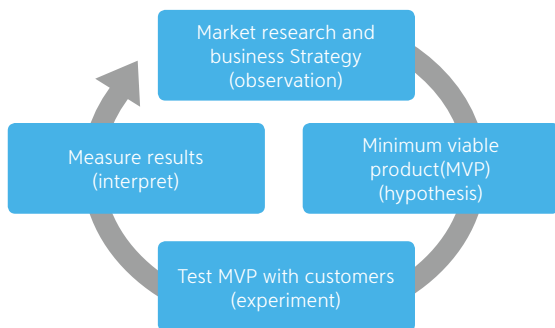 Market research and
business Strategy
(observation)
Minimum viable
product(MVP)
(hypothesis)
Test MVP with customers
(experiment)
Measure results
(interpret)